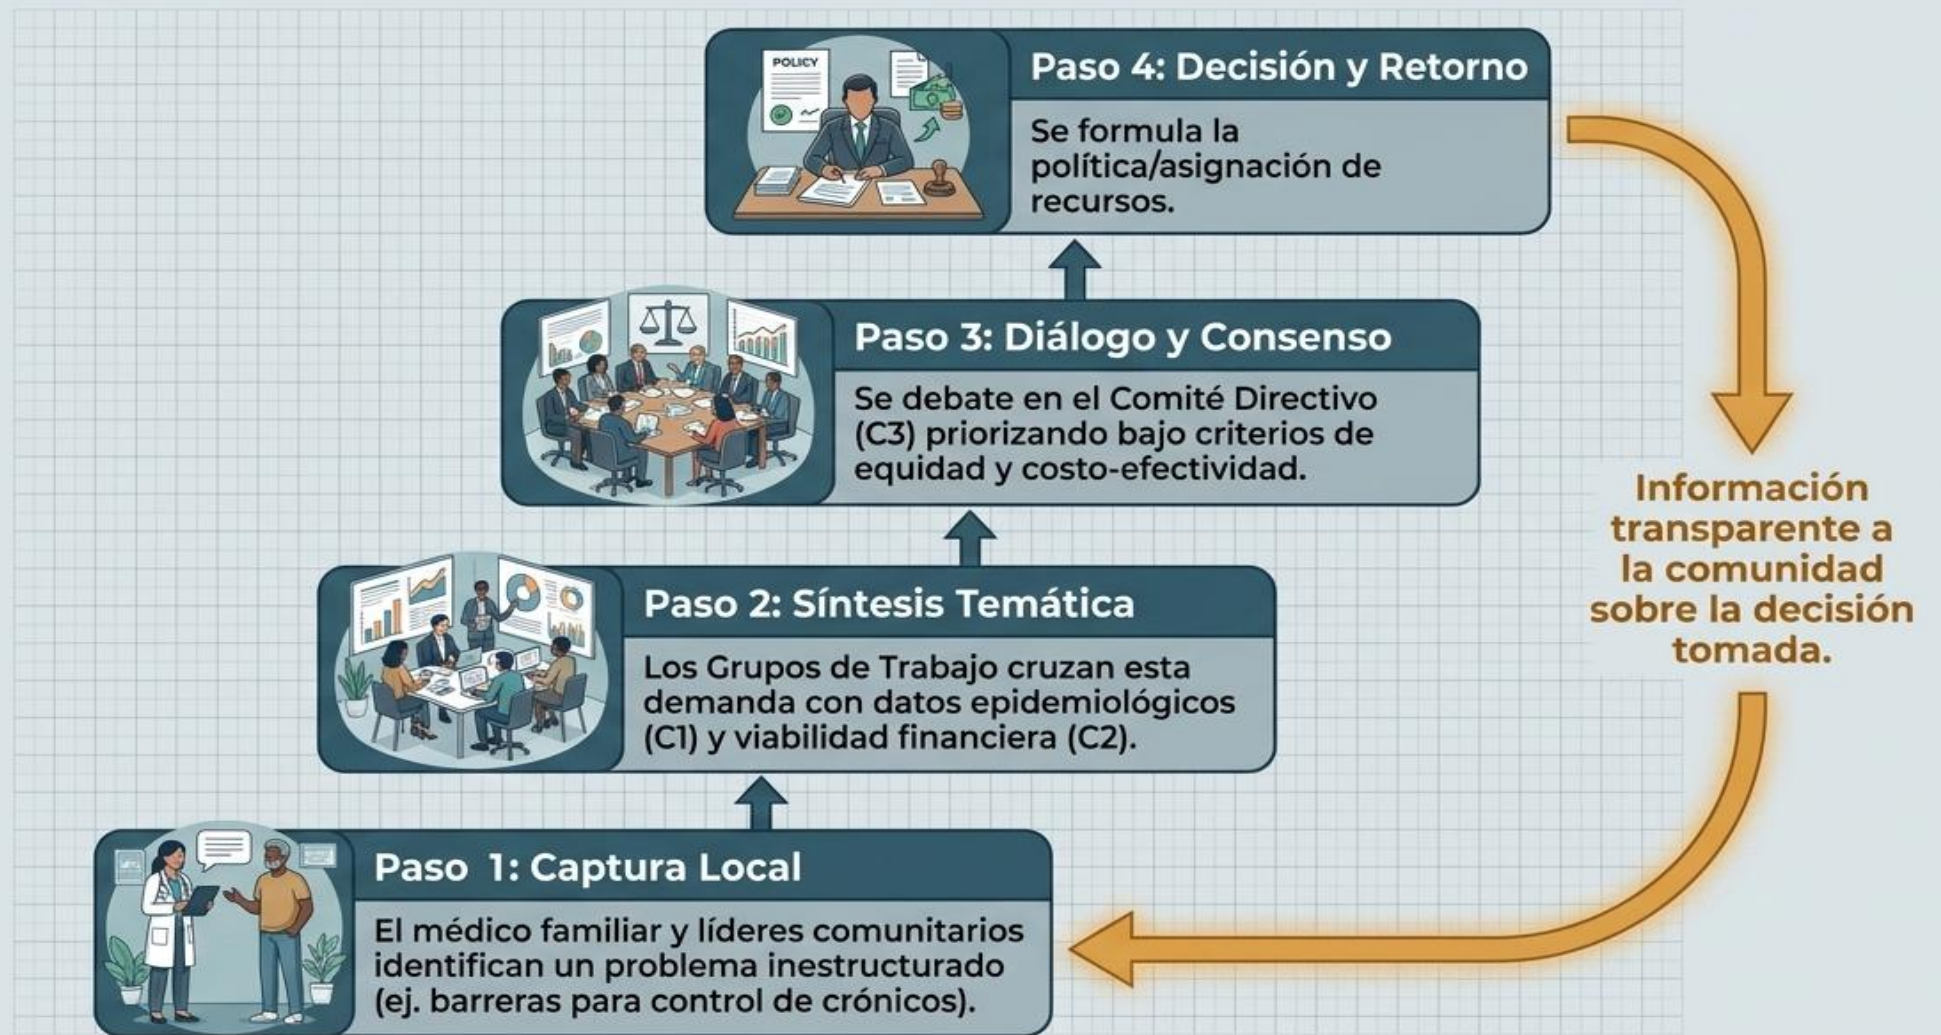 POLICY
Paso 4: Decisión y Retorno
Se formula la
política/asignación de
recursos.
Paso 3: Diálogo y Consenso
Se debate en el Comité Directivo
(C3) priorizando bajo criterios de
equidad y costo-efectividad.
Información
transparente a
la comunidad
sobre la decisión
tomada.
Paso 2: Síntesis Temática
Los Grupos de Trabajo cruzan esta
demanda con datos epidemiológicos
(C1) y viabilidad financiera (C2).
Paso 1: Captura Local
El médico familiar y líderes comunitarios
identifican un problema inestructurado
(ej. barreras para control de crónicos).